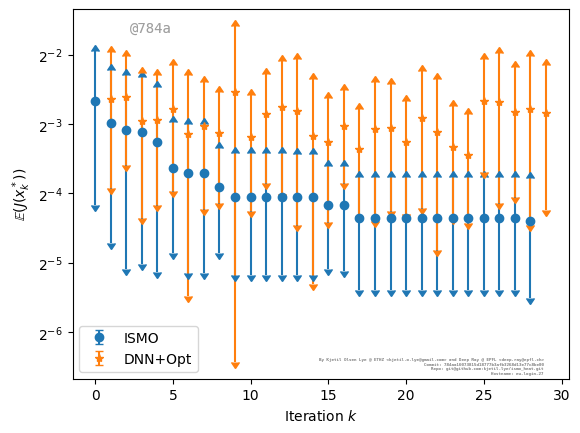 @784a
2^{-2}
2^{-3}
2^{-4}
2^{-5}
2^{-6}
𝔼(J(x_k^*))
ISMO
DNN+Opt
0 5 10 15 20 25 30
Iteration k